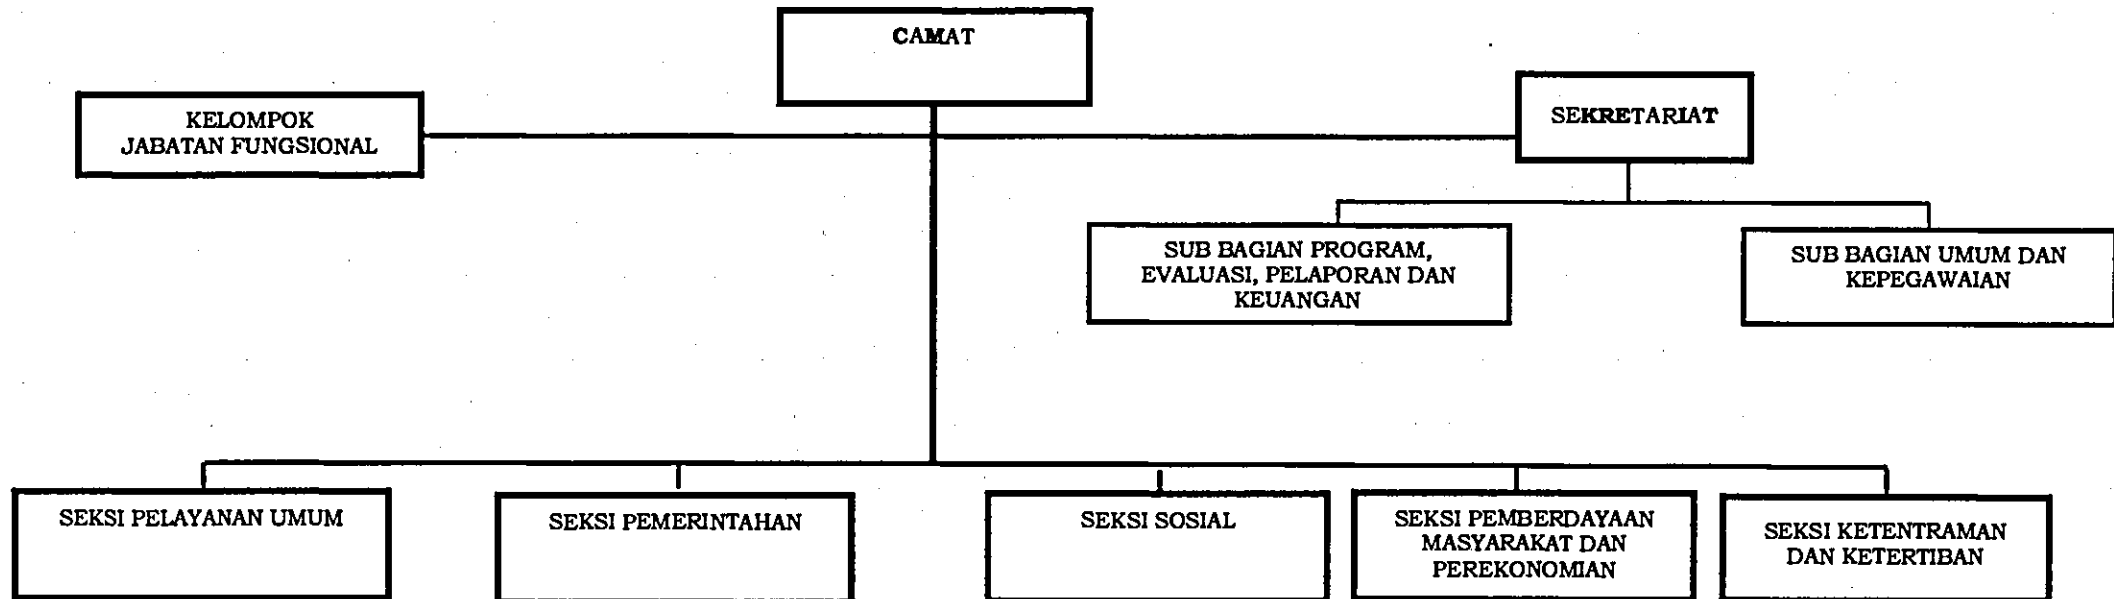 CAMAT
KELOMPOK
JABATAN FUNGSIONAL
SEKRETARIAT
SUB BAGIAN PROGRAM,
EVALUASI, PELAPORAN DAN
KEUANGAN
SUB BAGIAN UMUM DAN
KEPEGAWAIAN
SEKSI PELAYANAN UMUM
SEKSI PEMERINTAHAN
SEKSI SOSIAL
SEKSI PEMBERDAYAAN
MASYARAKAT DAN
PEREKONOMIAN
SEKSI KETENTRAMAN
DAN KETERTIBAN